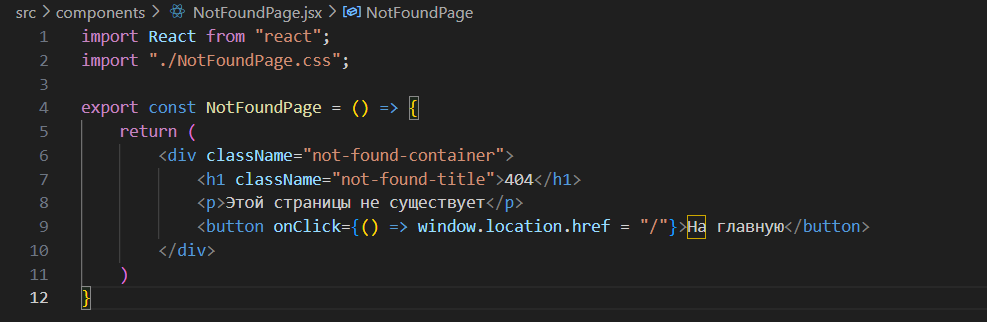 src > components > NotFoundPage.jsx > NotFoundPage
1 import React from "react";
2 import "./NotFoundPage.css";
3
4 export const NotFoundPage = () => {
5     return (
6         <div className="not-found-container">
7             <h1 className="not-found-title">404</h1>
8             <p>Этой страницы не существует</p>
9             <button onClick={() => window.location.href = "/"}>На главную</button>
10         </div>
11     )
12 }